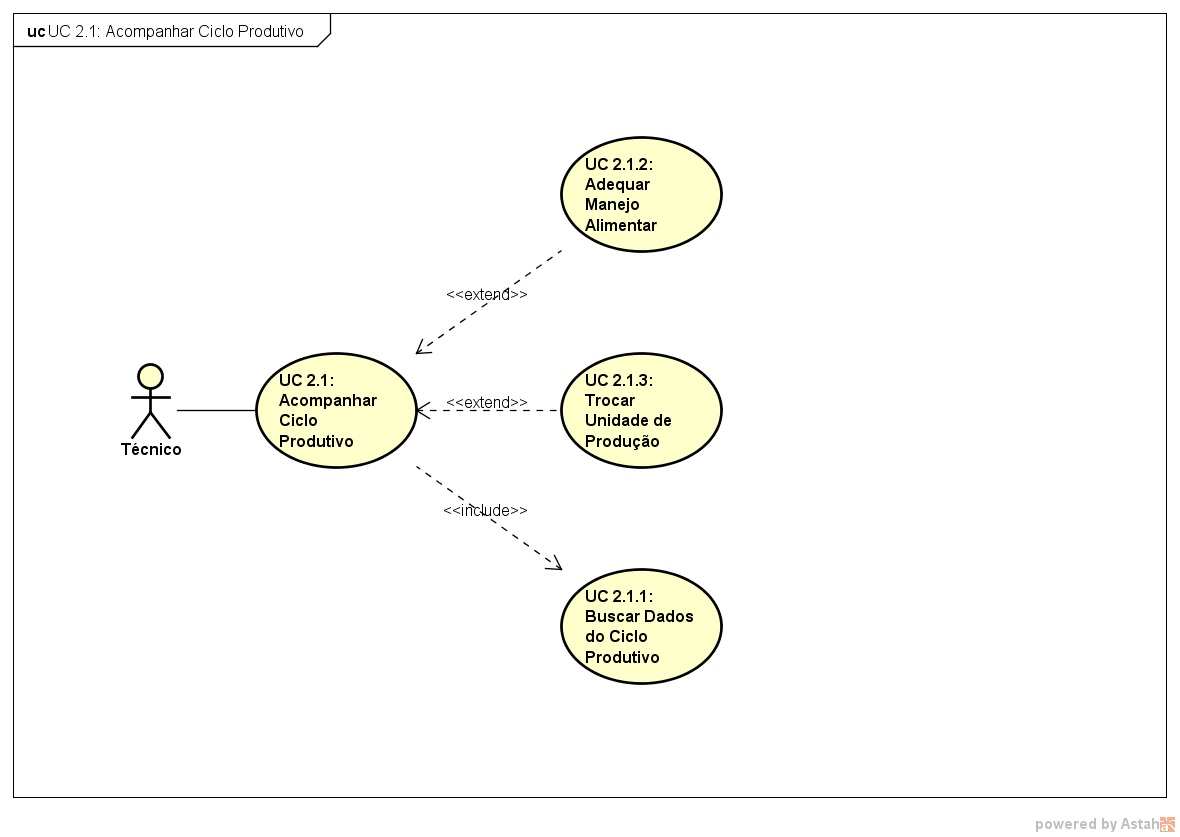 uc UC 2.1: Acompanhar Ciclo Produtivo
UC 2.1.2:
Adequar
Manejo
Alimentar
<<extend>>
UC 2.1:
Acompanhar
Ciclo
Produtivo
<<extend>>
UC 2.1.3:
Trocar
Unidade de
Produção
Técnico
<<include>>
UC 2.1.1:
Buscar Dados
do Ciclo
Produtivo
powered by Astah